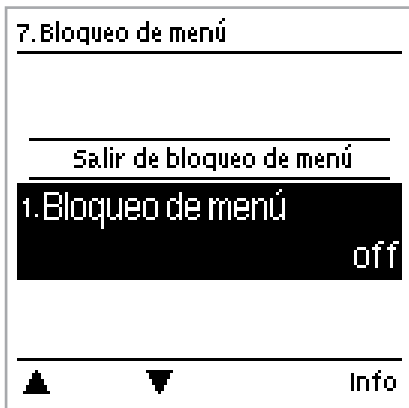 7.Bloqueo de menú
Salir de bloqueo de menú
1.Bloqueo de menú
off
▲ ▼ Info